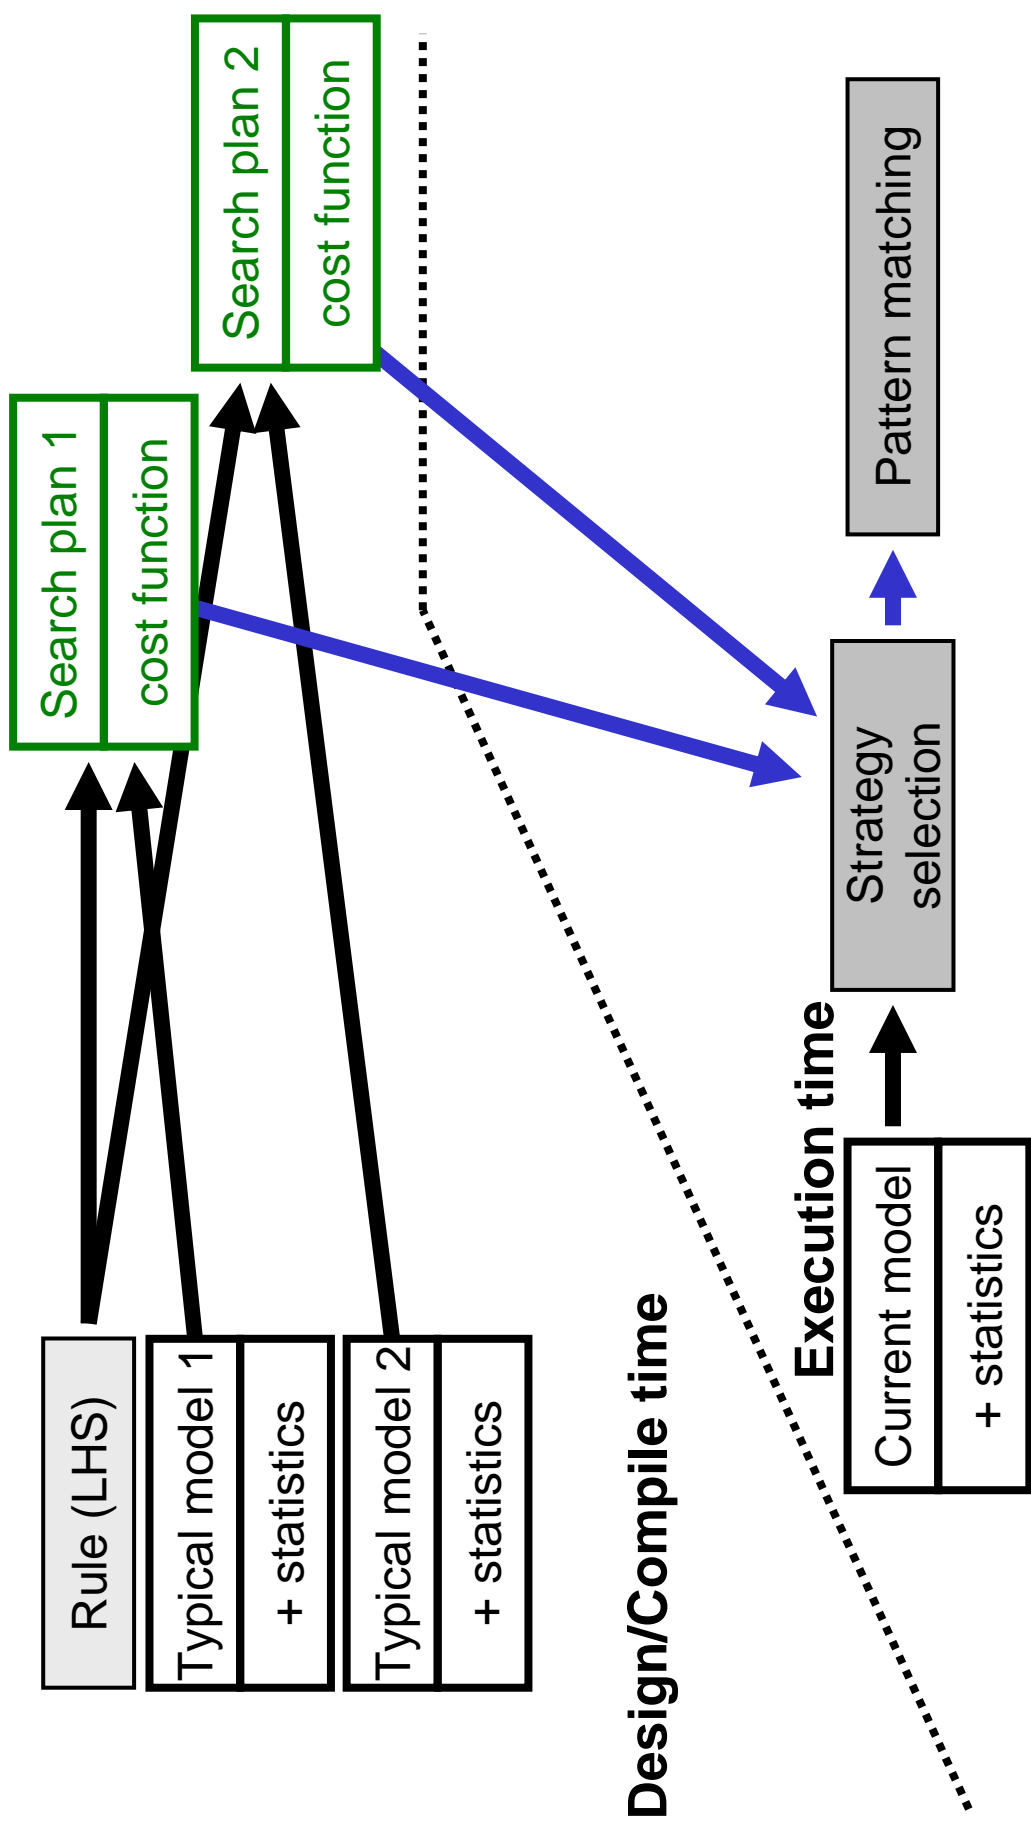 Rule (LHS)
Typical model 1
+ statistics
Typical model 2
+ statistics
Search plan 1
cost function
Search plan 2
cost function
Design/Compile time
Execution time
Current model
+ statistics
Strategy
selection
Pattern matching